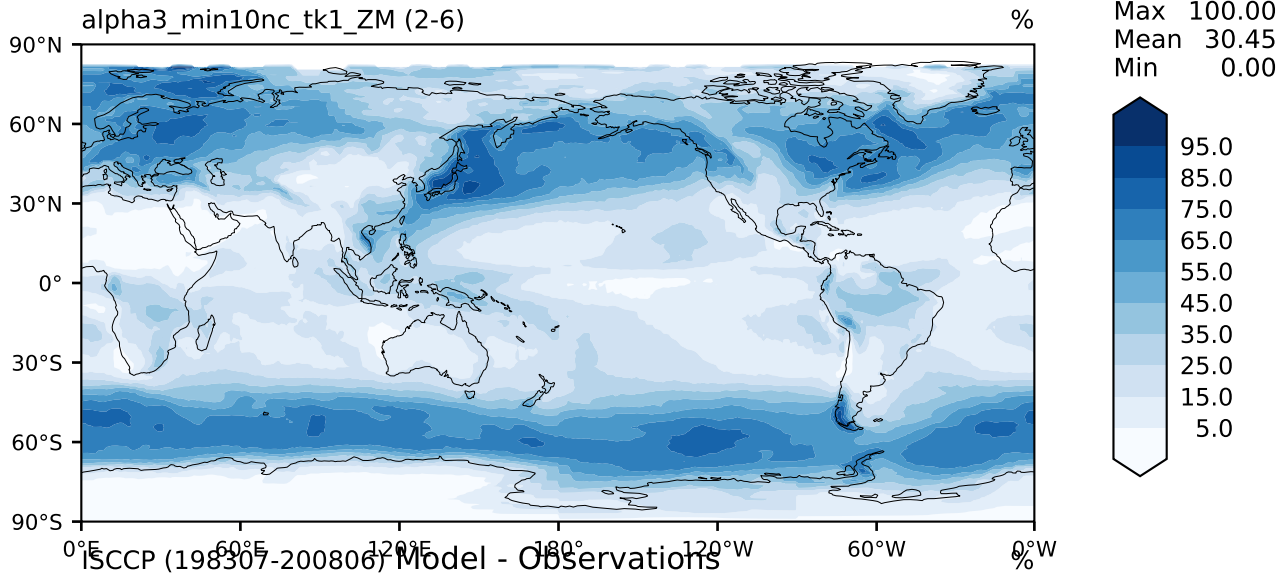 alpha3_min10nc_tk1_ZM (2-6) %
Max 100.00
Mean 30.45
Min 0.00
90°N
60°N
30°N
0°
30°S
60°S
90°S
95.0
85.0
75.0
65.0
55.0
45.0
35.0
25.0
15.0
5.0
0°E 60°E 120°E 180° 120°W 60°W 0°W
ISCCP (198307-200806) Model - Observations %